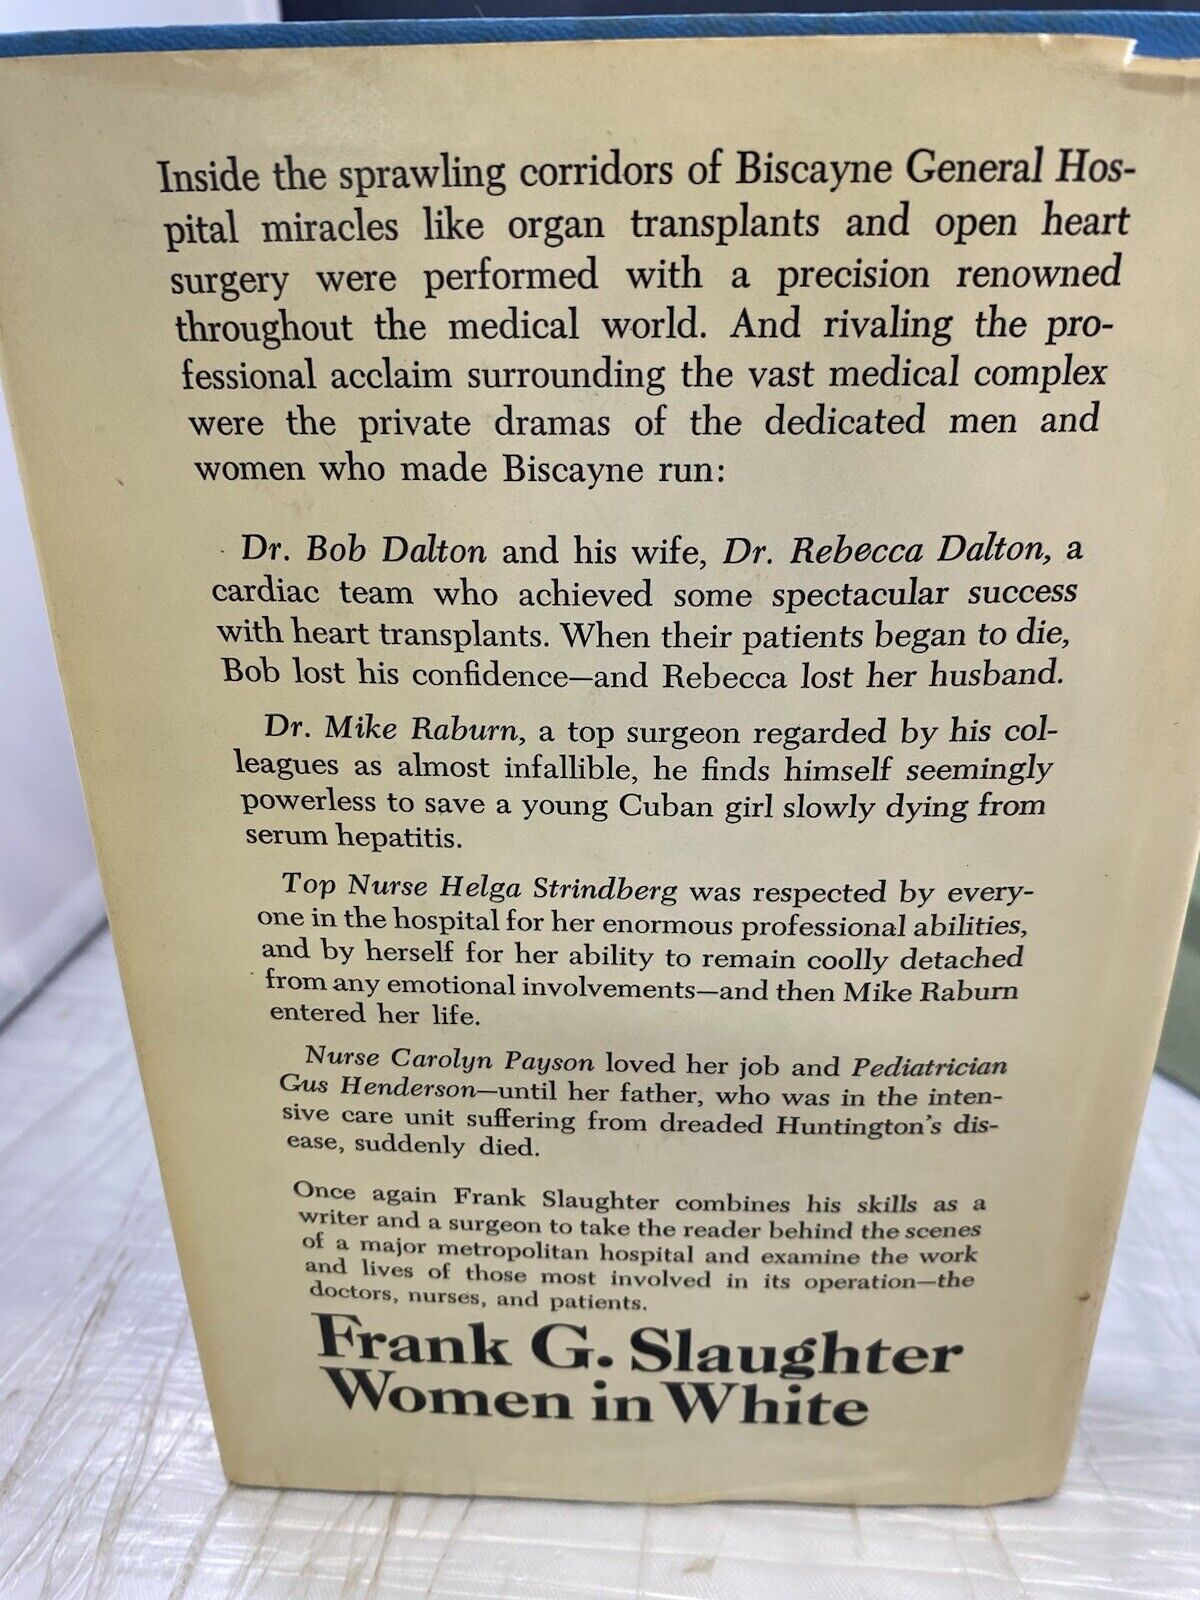 Inside the sprawling corridors of Biscayne General Hos-
pital miracles like organ transplants and open heart
surgery were performed with a precision renowned
throughout the medical world. And rivaling the pro-
fessional acclaim surrounding the vast medical complex
were the private dramas of the dedicated men and
women who made Biscayne run:
Dr. Bob Dalton and his wife, Dr. Rebecca Dalton, a
cardiac team who achieved some spectacular success
with heart transplants. When their patients began to die,
Bob lost his confidence—and Rebecca lost her husband.
Dr. Mike Raburn, a top surgeon regarded by his col-
leagues as almost infallible, he finds himself seemingly
powerless to save a young Cuban girl slowly dying from
serum hepatitis.
Top Nurse Helga Strindberg was respected by every-
one in the hospital for her enormous professional abilities,
and by herself for her ability to remain coolly detached
from any emotional involvements—and then Mike Raburn
entered her life.
Nurse Carolyn Payson loved her job and Pediatrician
Gus Henderson—until her father, who was in the inten-
sive care unit suffering from dreaded Huntington's dis-
ease, suddenly died.
Once again Frank Slaughter combines his skills as a
writer and a surgeon to take the reader behind the scenes
of a major metropolitan hospital and examine the work
and lives of those most involved in its operation—the
doctors, nurses, and patients.
Frank G. Slaughter
Women in White